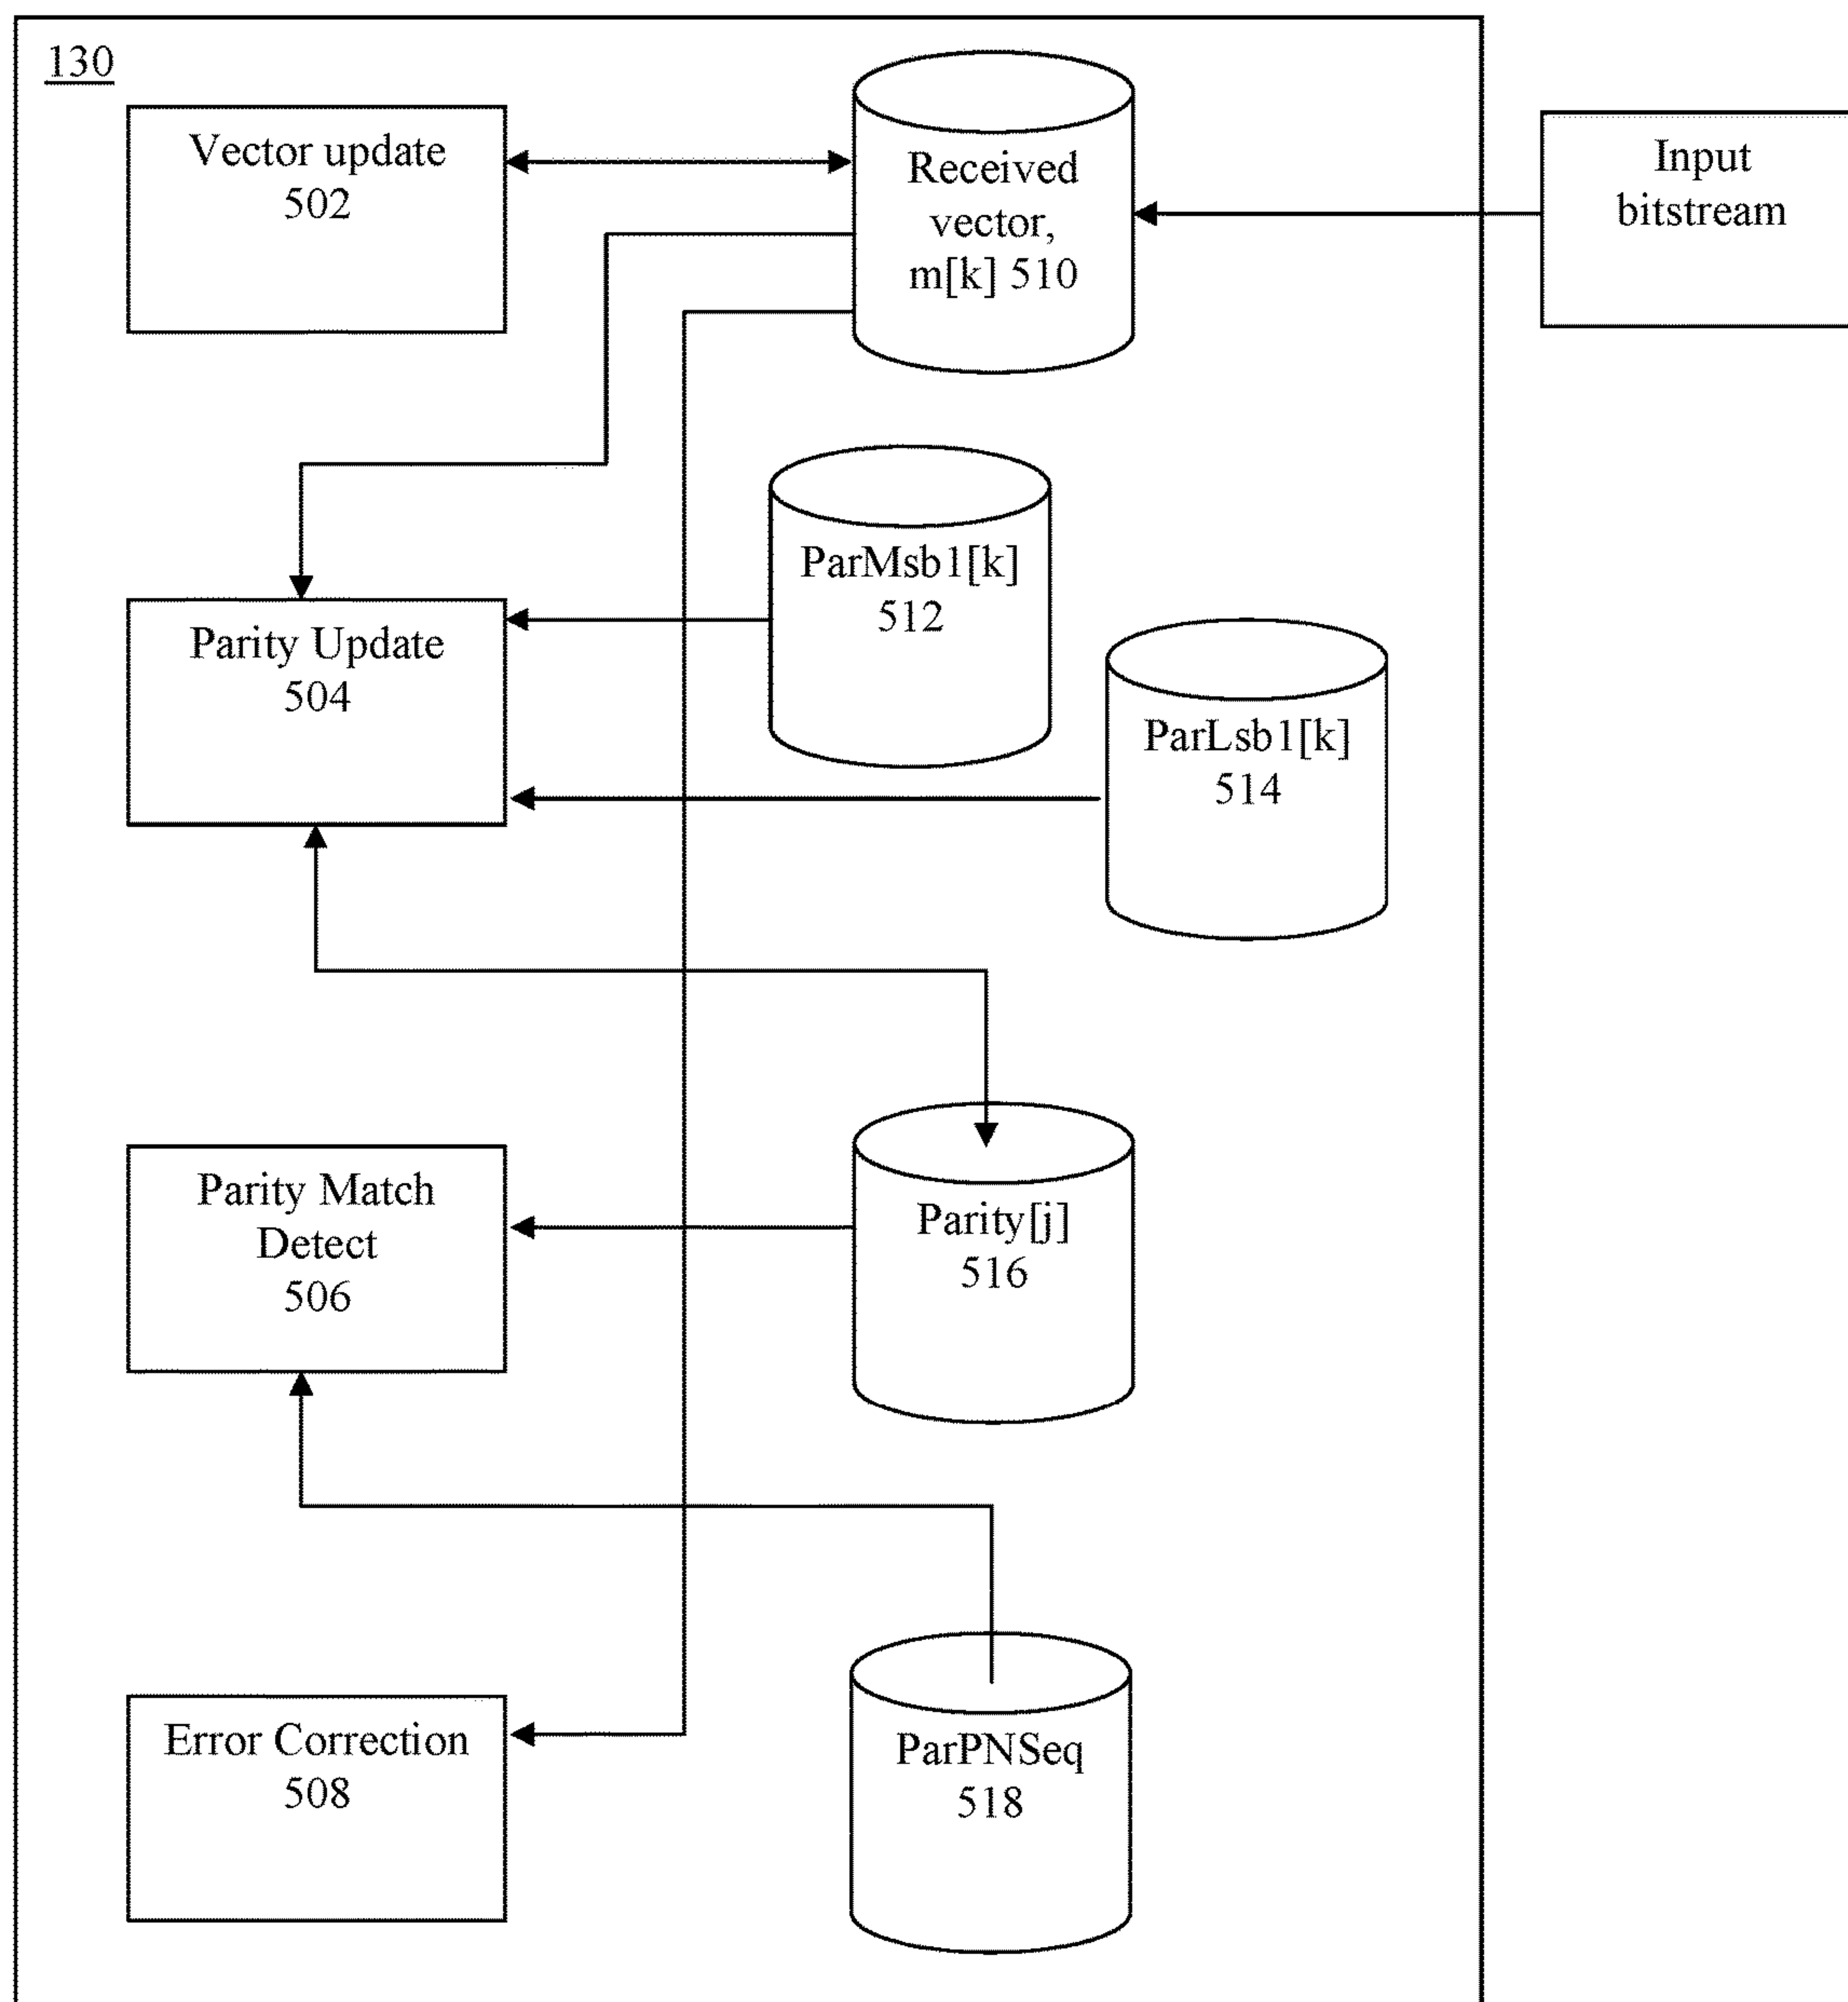 130
Vector update
502
Received
vector,
m[k] 510
Input
bitstream
ParMsb1[k]
512
Parity Update
504
ParLsb1[k]
514
Parity Match
Detect
506
Parity[j]
516
Error Correction
508
ParPNSeq
518